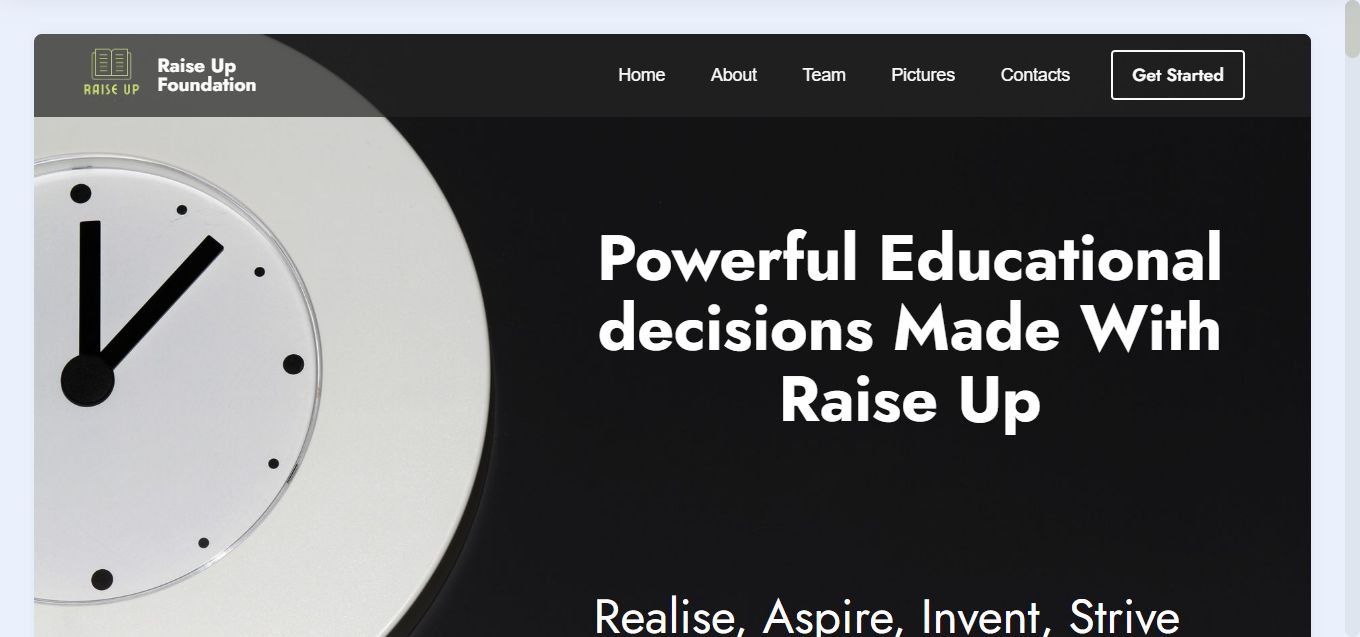 RAISE UP
Raise Up
Foundation
Home About Team Pictures Contacts Get Started
Powerful Educational
decisions Made With
Raise Up
Realise, Aspire, Invent, Strive